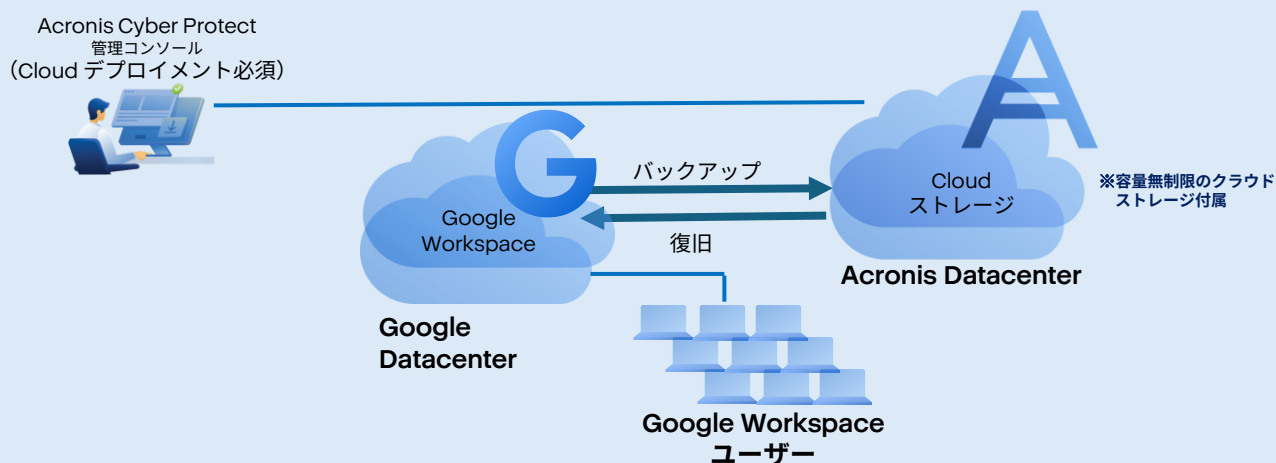 Acronis Cyber Protect
管理コンソール
（Cloud デプロイメント必須）
バックアップ
Google
Workspace
復旧
Cloud
ストレージ
※容量無制限のクラウド
ストレージ付属
Acronis Datacenter
Google
Datacenter
Google Workspace
ユーザー